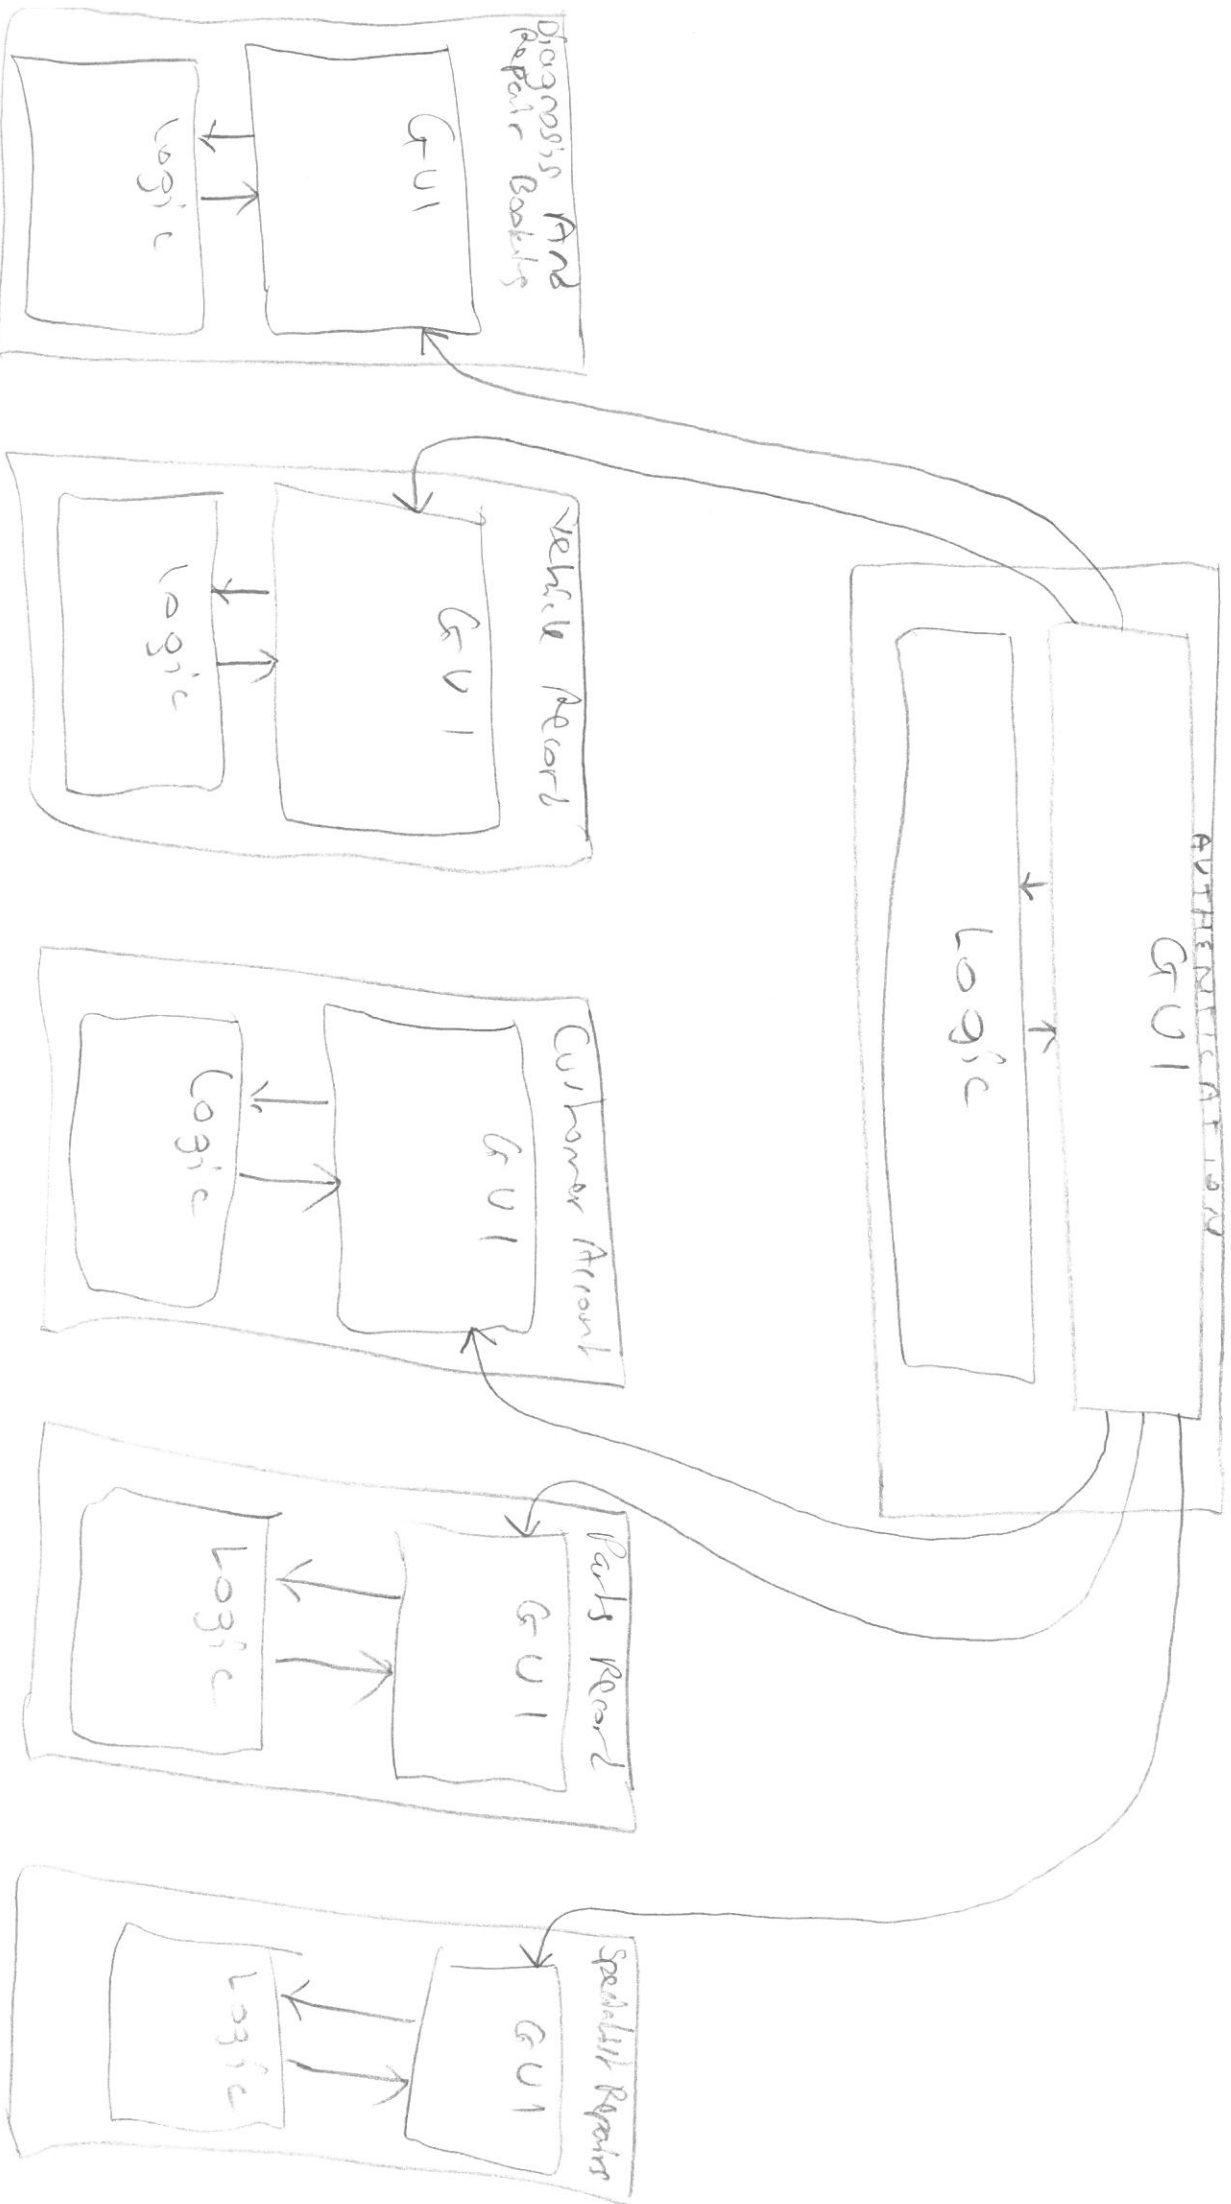 AUTHENTICATION
GUI
Logic
Diagnosis And
Repair Booking
GUI
Logic
Vehicle Record
GUI
Logic
Customer Account
GUI
Logic
Parts Record
GUI
Logic
Specialist Repairs
GUI
Logic